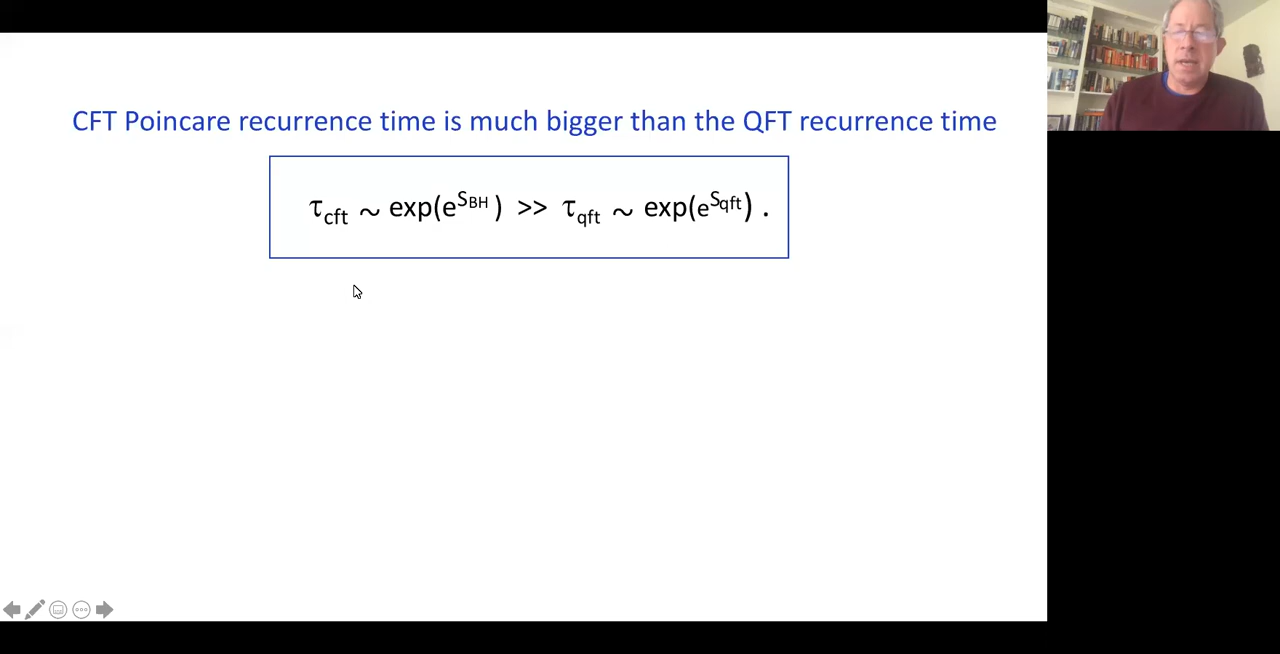 CFT Poincare recurrence time is much bigger than the QFT recurrence time
τcft ~ exp(e^SBH) >> τqft ~ exp(e^Sqft) .